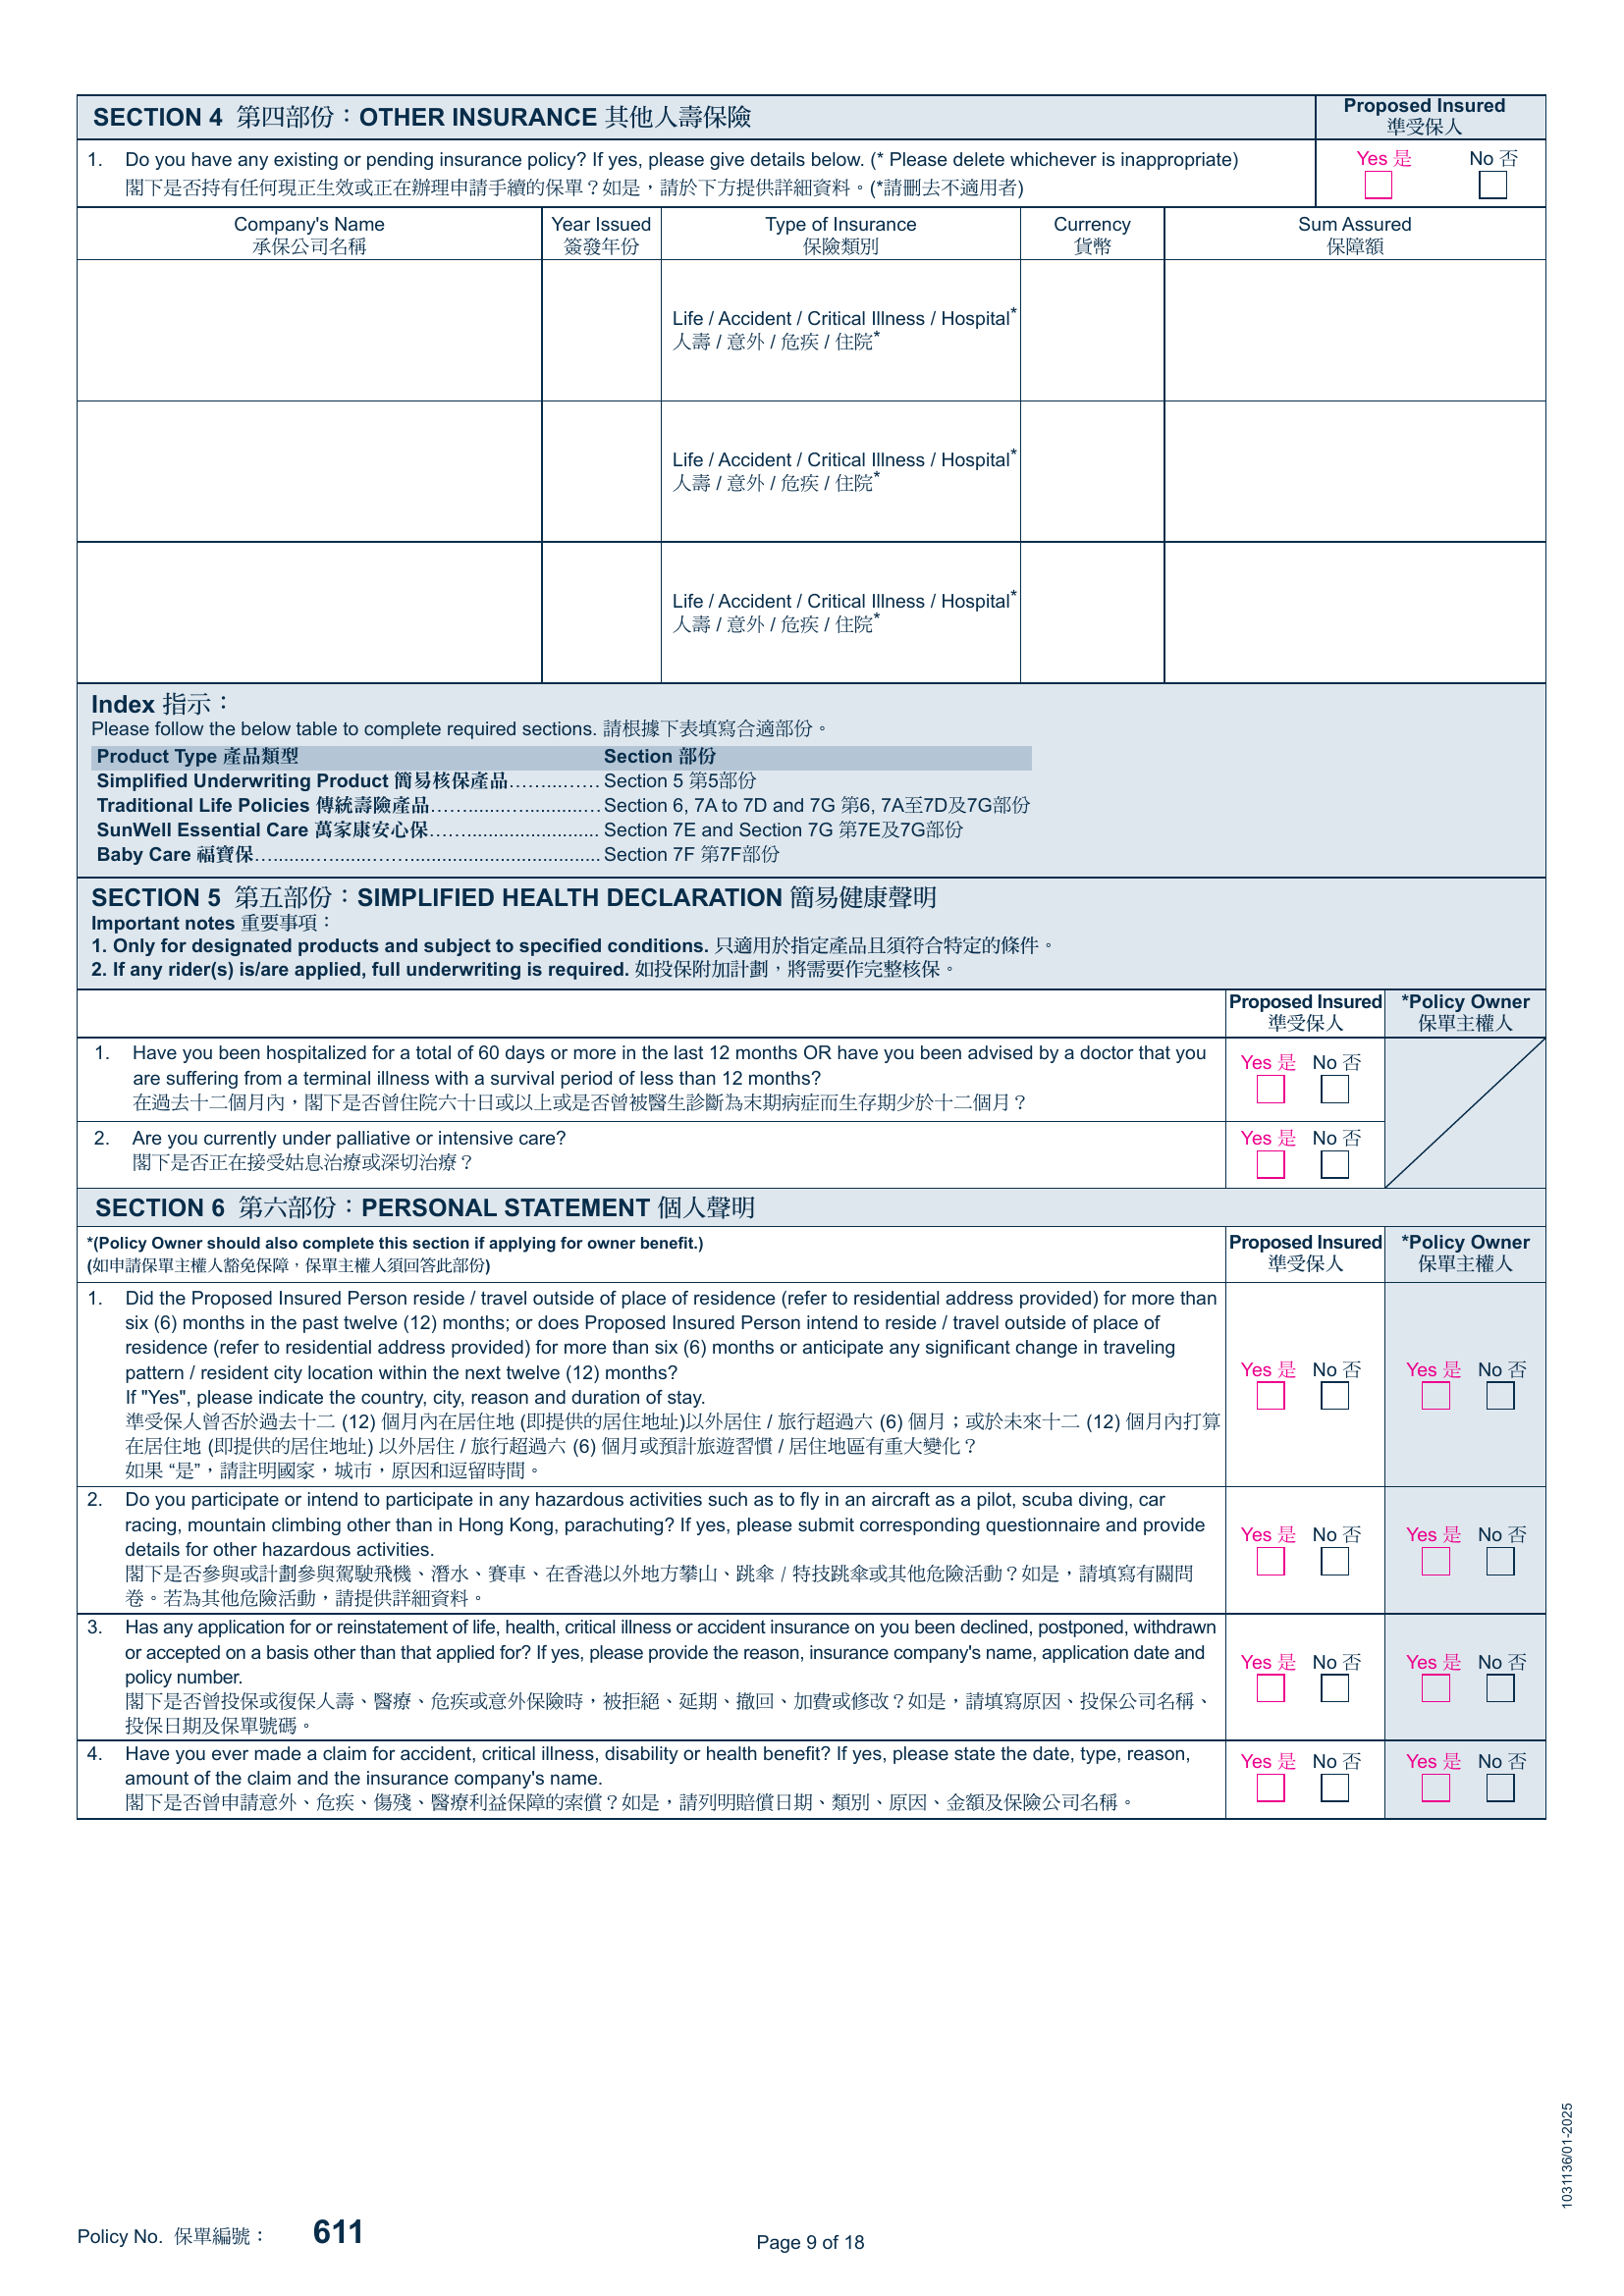 SECTION 4 第四部份：OTHER INSURANCE 其他人壽保險
Proposed Insured
準受保人
1. Do you have any existing or pending insurance policy? If yes, please give details below. (* Please delete whichever is inappropriate)
閣下是否持有任何現正生效或正在辦理申請手續的保單？如是，請於下方提供詳細資料。(*請刪去不適用者)
Yes 是 No 否
Company's Name Year Issued Type of Insurance Currency Sum Assured
承保公司名稱 簽發年份 保險類別 貨幣 保障額
Life / Accident / Critical Illness / Hospital*
人壽 / 意外 / 危疾 / 住院*
Life / Accident / Critical Illness / Hospital*
人壽 / 意外 / 危疾 / 住院*
Life / Accident / Critical Illness / Hospital*
人壽 / 意外 / 危疾 / 住院*
Index 指示：
Please follow the below table to complete required sections. 請根據下表填寫合適部份。
Product Type 產品類型 Section 部份
Simplified Underwriting Product 簡易核保產品................ Section 5 第5部份
Traditional Life Policies 傳統壽險產品.............................. Section 6, 7A to 7D and 7G 第6, 7A至7D及7G部份
SunWell Essential Care 萬家康安心保.............................. Section 7E and Section 7G 第7E及7G部份
Baby Care 福寶保............................................................ Section 7F 第7F部份
SECTION 5 第五部份：SIMPLIFIED HEALTH DECLARATION 簡易健康聲明
Important notes 重要事項：
1. Only for designated products and subject to specified conditions. 只適用於指定產品且須符合特定的條件。
2. If any rider(s) is/are applied, full underwriting is required. 如投保附加計劃，將需要作完整核保。
Proposed Insured *Policy Owner
準受保人 保單主權人
1. Have you been hospitalized for a total of 60 days or more in the last 12 months OR have you been advised by a doctor that you
are suffering from a terminal illness with a survival period of less than 12 months?
在過去十二個月內，閣下是否曾住院六十日或以上或是否曾被醫生診斷為末期病症而生存期少於十二個月？
Yes 是 No 否
2. Are you currently under palliative or intensive care?
閣下是否正在接受姑息治療或深切治療？
Yes 是 No 否
SECTION 6 第六部份：PERSONAL STATEMENT 個人聲明
*(Policy Owner should also complete this section if applying for owner benefit.)
(如申請保單主權人豁免保障，保單主權人須回答此部份)
Proposed Insured *Policy Owner
準受保人 保單主權人
1. Did the Proposed Insured Person reside / travel outside of place of residence (refer to residential address provided) for more than
six (6) months in the past twelve (12) months; or does Proposed Insured Person intend to reside / travel outside of place of
residence (refer to residential address provided) for more than six (6) months or anticipate any significant change in traveling
pattern / resident city location within the next twelve (12) months?
If "Yes", please indicate the country, city, reason and duration of stay.
準受保人曾否於過去十二 (12) 個月內在居住地 (即提供的居住地址)以外居住 / 旅行超過六 (6) 個月；或於未來十二 (12) 個月內打算
在居住地 (即提供的居住地址) 以外居住 / 旅行超過六 (6) 個月或預計旅遊習慣 / 居住地區有重大變化？
如果 “是”，請註明國家，城市，原因和逗留時間。
Yes 是 No 否 Yes 是 No 否
2. Do you participate or intend to participate in any hazardous activities such as to fly in an aircraft as a pilot, scuba diving, car
racing, mountain climbing other than in Hong Kong, parachuting? If yes, please submit corresponding questionnaire and provide
details for other hazardous activities.
閣下是否參與或計劃參與駕駛飛機、潛水、賽車、在香港以外地方攀山、跳傘 / 特技跳傘或其他危險活動？如是，請填寫有關問
卷。若為其他危險活動，請提供詳細資料。
Yes 是 No 否 Yes 是 No 否
3. Has any application for or reinstatement of life, health, critical illness or accident insurance on you been declined, postponed, withdrawn
or accepted on a basis other than that applied for? If yes, please provide the reason, insurance company's name, application date and
policy number.
閣下是否曾投保或復保人壽、醫療、危疾或意外保險時，被拒絕、延期、撤回、加費或修改？如是，請填寫原因、投保公司名稱、
投保日期及保單號碼。
Yes 是 No 否 Yes 是 No 否
4. Have you ever made a claim for accident, critical illness, disability or health benefit? If yes, please state the date, type, reason,
amount of the claim and the insurance company's name.
閣下是否曾申請意外、危疾、傷殘、醫療利益保障的索償？如是，請列明賠償日期、類別、原因、金額及保險公司名稱。
Yes 是 No 否 Yes 是 No 否
1031136/01-2025
Policy No. 保單編號： 611
Page 9 of 18